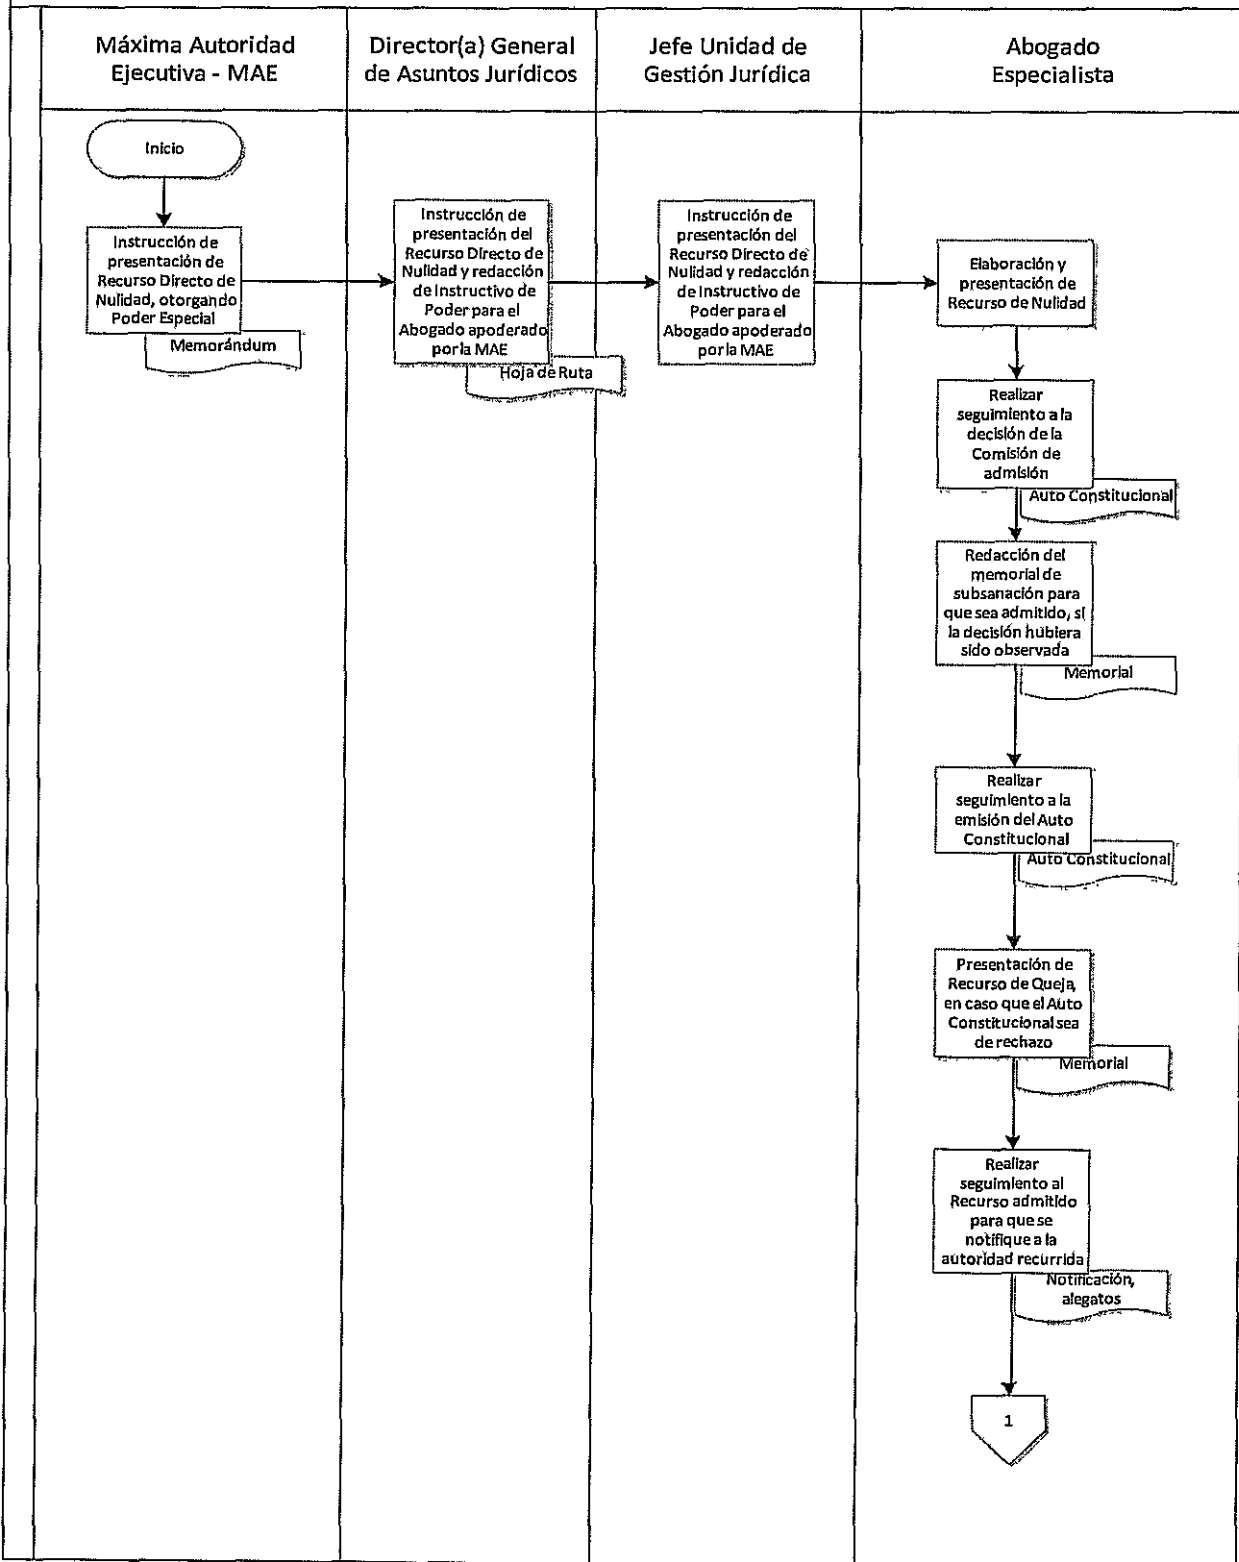 Máxima Autoridad
Ejecutiva - MAE
Director(a) General
de Asuntos Jurídicos
Jefe Unidad de
Gestión Jurídica
Abogado
Especialista
Inicio
Instrucción de
presentación de
Recurso Directo de
Nulidad, otorgando
Poder Especial
Memorándum
Instrucción de
presentación del
Recurso Directo de
Nulidad y redacción
de Instructivo de
Poder para el
Abogado apoderado
por la MAE
Hoja de Ruta
Instrucción de
presentación del
Recurso Directo de
Nulidad y redacción
de Instructivo de
Poder para el
Abogado apoderado
por la MAE
Elaboración y
presentación de
Recurso de Nulidad
Realizar
seguimiento a la
decisión de la
Comisión de
admisión
Auto Constitucional
Redacción del
memorial de
subsanación para
que sea admitido, si
la decisión hubiera
sido observada
Memorial
Realizar
seguimiento a la
emisión del Auto
Constitucional
Auto Constitucional
Presentación de
Recurso de Queja,
en caso que el Auto
Constitucional sea
de rechazo
Memorial
Realizar
seguimiento al
Recurso admitido
para que se
notifique a la
autoridad recurrida
Notificación,
alegatos
1